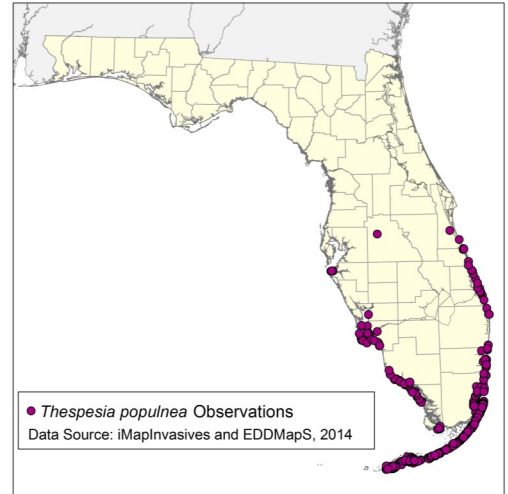 Thespesia populnea Observations
Data Source: iMapInvasives and EDDMapS, 2014